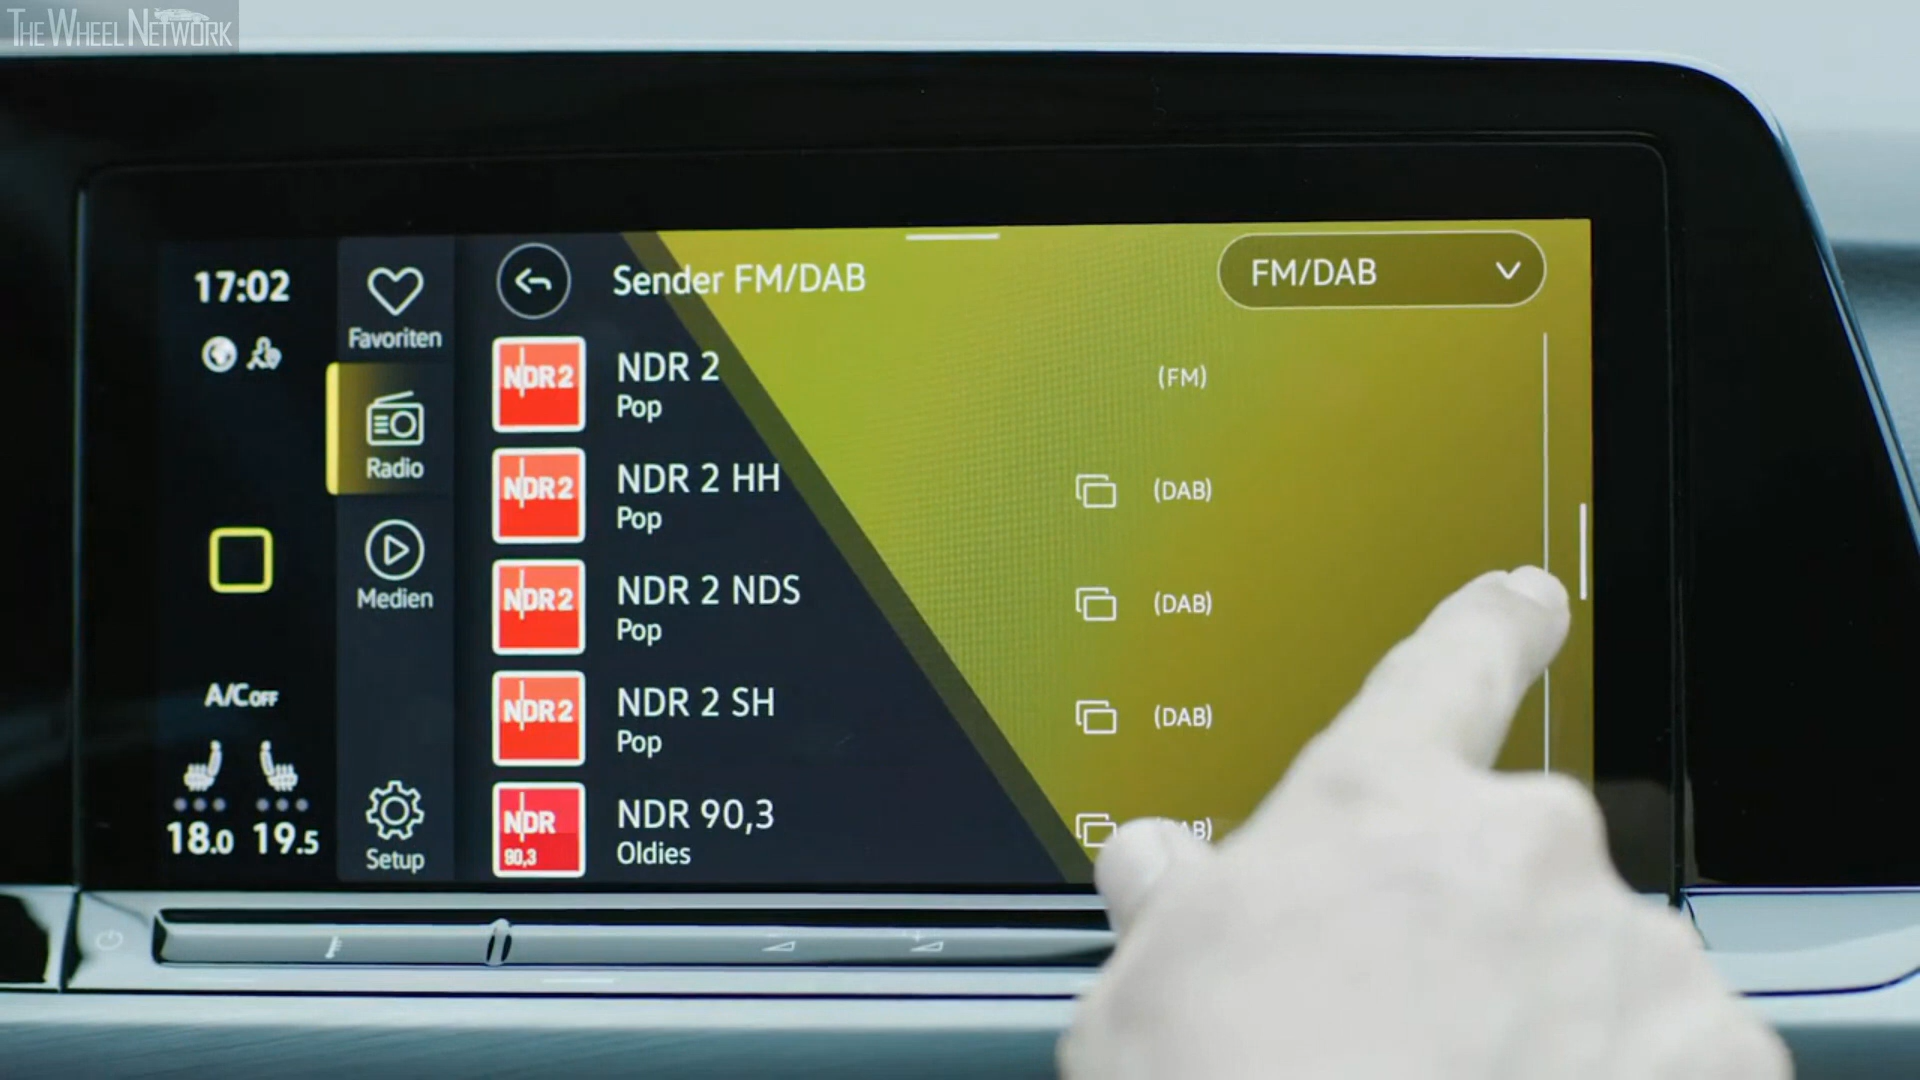 THE WHEEL NETWORK
17:02
Favoriten
Radio
Medien
A/C OFF
18.0 19.5
Setup
Sender FM/DAB
FM/DAB
NDR 2
NDR 2
Pop
(FM)
NDR 2
NDR 2 HH
Pop
(DAB)
NDR 2
NDR 2 NDS
Pop
(DAB)
NDR 2
NDR 2 SH
Pop
(DAB)
NDR
90,3
NDR 90,3
Oldies
AB)